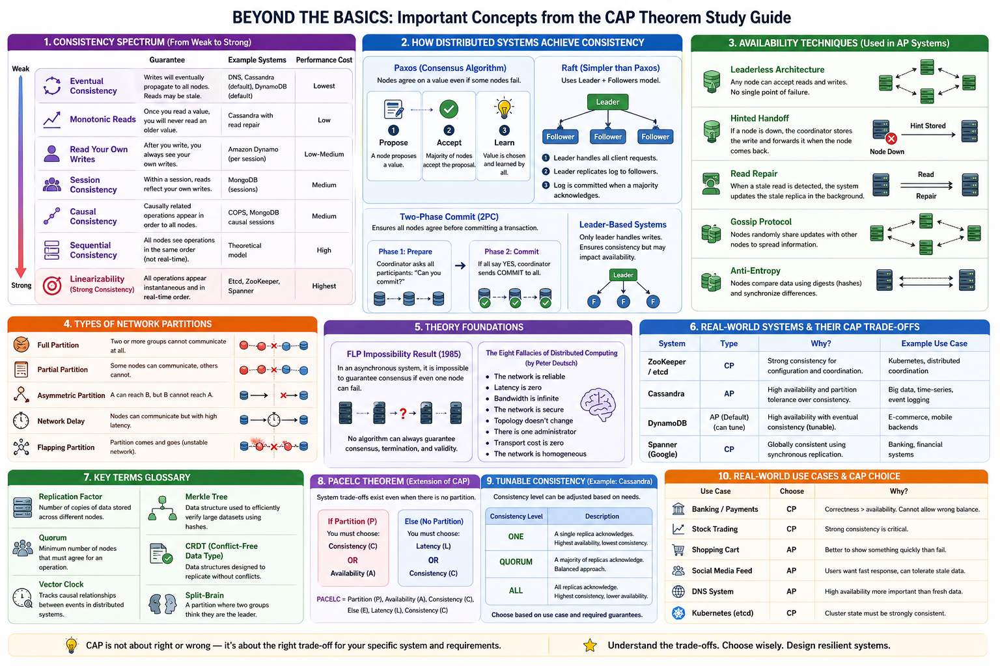 BEYOND THE BASICS: Important Concepts from the CAP Theorem Study Guide
1. CONSISTENCY SPECTRUM (From Weak to Strong)
Guarantee
Example Systems
Performance Cost
Weak
Strong
Eventual
Consistency
Writes will eventually
propagate to all nodes.
Reads may be stale.
DNS, Cassandra
(default), DynamoDB
(default)
Lowest
Monotonic Reads
Once you read a value,
you will never read an
older value.
Cassandra with
read repair
Low
Read Your Own
Writes
After you write, you
always see your
own writes.
Amazon Dynamo
(per session)
Low-Medium
Session
Consistency
Within a session, reads
reflect your own writes.
MongoDB
(sessions)
Medium
Causal
Consistency
Causally related
operations appear in
order to all nodes.
COPS, MongoDB
causal sessions
Medium
Sequential
Consistency
All nodes see operations
in the same order
(not real-time).
Theoretical
model
High
Linearizability
(Strong Consistency)
All operations appear
instantaneous and in
real-time order.
Etcd, ZooKeeper,
Spanner
Highest
2. HOW DISTRIBUTED SYSTEMS ACHIEVE CONSISTENCY
Paxos (Consensus Algorithm)
Nodes agree on a value even if some nodes fail.
1
Propose
A node proposes
a value.
2
Accept
Majority of nodes
accept the proposal.
3
Learn
Value is chosen
and learned by
all.
Raft (Simpler than Paxos)
Uses Leader + Followers model.
Leader
Follower
Follower
Follower
1 Leader handles all client requests.
2 Leader replicates log to followers.
3 Log is committed when a majority
acknowledges.
Two-Phase Commit (2PC)
Ensures all nodes agree before committing a transaction.
Phase 1: Prepare
Coordinator asks all
participants: “Can you
commit?”
Phase 2: Commit
If all say YES, coordinator
sends COMMIT to all.
Leader-Based Systems
Only leader handles writes.
Ensures consistency but may
impact availability.
Leader
F
F
F
3. AVAILABILITY TECHNIQUES (Used in AP Systems)
Leaderless Architecture
Any node can accept reads and writes.
No single point of failure.
Hinted Handoff
If a node is down, the coordinator stores
the write and forwards it when the node
comes back.
Hint Stored
Node Down
Read Repair
When a stale read is detected, the system
updates the stale replica in the background.
Read
Repair
Gossip Protocol
Nodes randomly share updates with other
nodes to spread information.
Anti-Entropy
Nodes compare data using digests (hashes)
and synchronize differences.
4. TYPES OF NETWORK PARTITIONS
Full Partition
Two or more groups cannot communicate
at all.
Partial Partition
Some nodes can communicate, others
cannot.
Asymmetric Partition
A can reach B, but B cannot reach A.
Network Delay
Nodes can communicate but with high
latency.
Flapping Partition
Partition comes and goes (unstable
network).
5. THEORY FOUNDATIONS
FLP Impossibility Result (1985)
In an asynchronous system, it is impossible
to guarantee consensus if even one node
can fail.
?
No algorithm can always guarantee
consensus, termination, and validity.
The Eight Fallacies of Distributed Computing
(by Peter Deutsch)
• The network is reliable
• Latency is zero
• Bandwidth is infinite
• The network is secure
• Topology doesn't change
• There is one administrator
• Transport cost is zero
• The network is homogeneous
6. REAL-WORLD SYSTEMS & THEIR CAP TRADE-OFFS
System
Type
Why?
Example Use Case
ZooKeeper
/ etcd
CP
Strong consistency for
configuration and coordination.
Kubernetes, distributed
coordination
Cassandra
AP
High availability and partition
tolerance over consistency.
Big data, time-series,
event logging
DynamoDB
AP (Default)
(can tune)
High availability with eventual
consistency (tunable).
E-commerce, mobile
backends
Spanner
(Google)
CP
Globally consistent using
synchronous replication.
Banking, financial
systems
7. KEY TERMS GLOSSARY
Replication Factor
Number of copies of data stored
across different nodes.
Quorum
Minimum number of nodes
that must agree for an
operation.
Vector Clock
Tracks causal relationships
between events in distributed
systems.
Merkle Tree
Data structure used to efficiently
verify large datasets using
hashes.
CRDT (Conflict-Free
Data Type)
Data structures designed to
replicate without conflicts.
Split-Brain
A partition where two groups
think they are the leader.
8. PACELC THEOREM (Extension of CAP)
System trade-offs exist even when there is no partition.
If Partition (P)
You must choose:
Consistency (C)
OR
Availability (A)
Else (No Partition)
You must choose:
Latency (L)
OR
Consistency (C)
PACELC = Partition (P), Availability (A), Consistency (C),
Else (E), Latency (L), Consistency (C)
9. TUNABLE CONSISTENCY (Example: Cassandra)
Consistency level can be adjusted based on needs.
Consistency Level
Description
ONE
A single replica acknowledges.
Highest availability, lowest consistency.
QUORUM
A majority of replicas acknowledge.
Balanced approach.
ALL
All replicas acknowledge.
Highest consistency, lower availability.
Choose based on use case and required guarantees.
10. REAL-WORLD USE CASES & CAP CHOICE
Use Case
Choose
Why?
Banking / Payments
CP
Correctness > availability. Cannot allow wrong balance.
Stock Trading
CP
Strong consistency is critical.
Shopping Cart
AP
Better to show something quickly than fail.
Social Media Feed
AP
Users want fast response, can tolerate stale data.
DNS System
AP
High availability more important than fresh data.
Kubernetes (etcd)
CP
Cluster state must be strongly consistent.
CAP is not about right or wrong — it's about the right trade-off for your specific system and requirements.
Understand the trade-offs. Choose wisely. Design resilient systems.